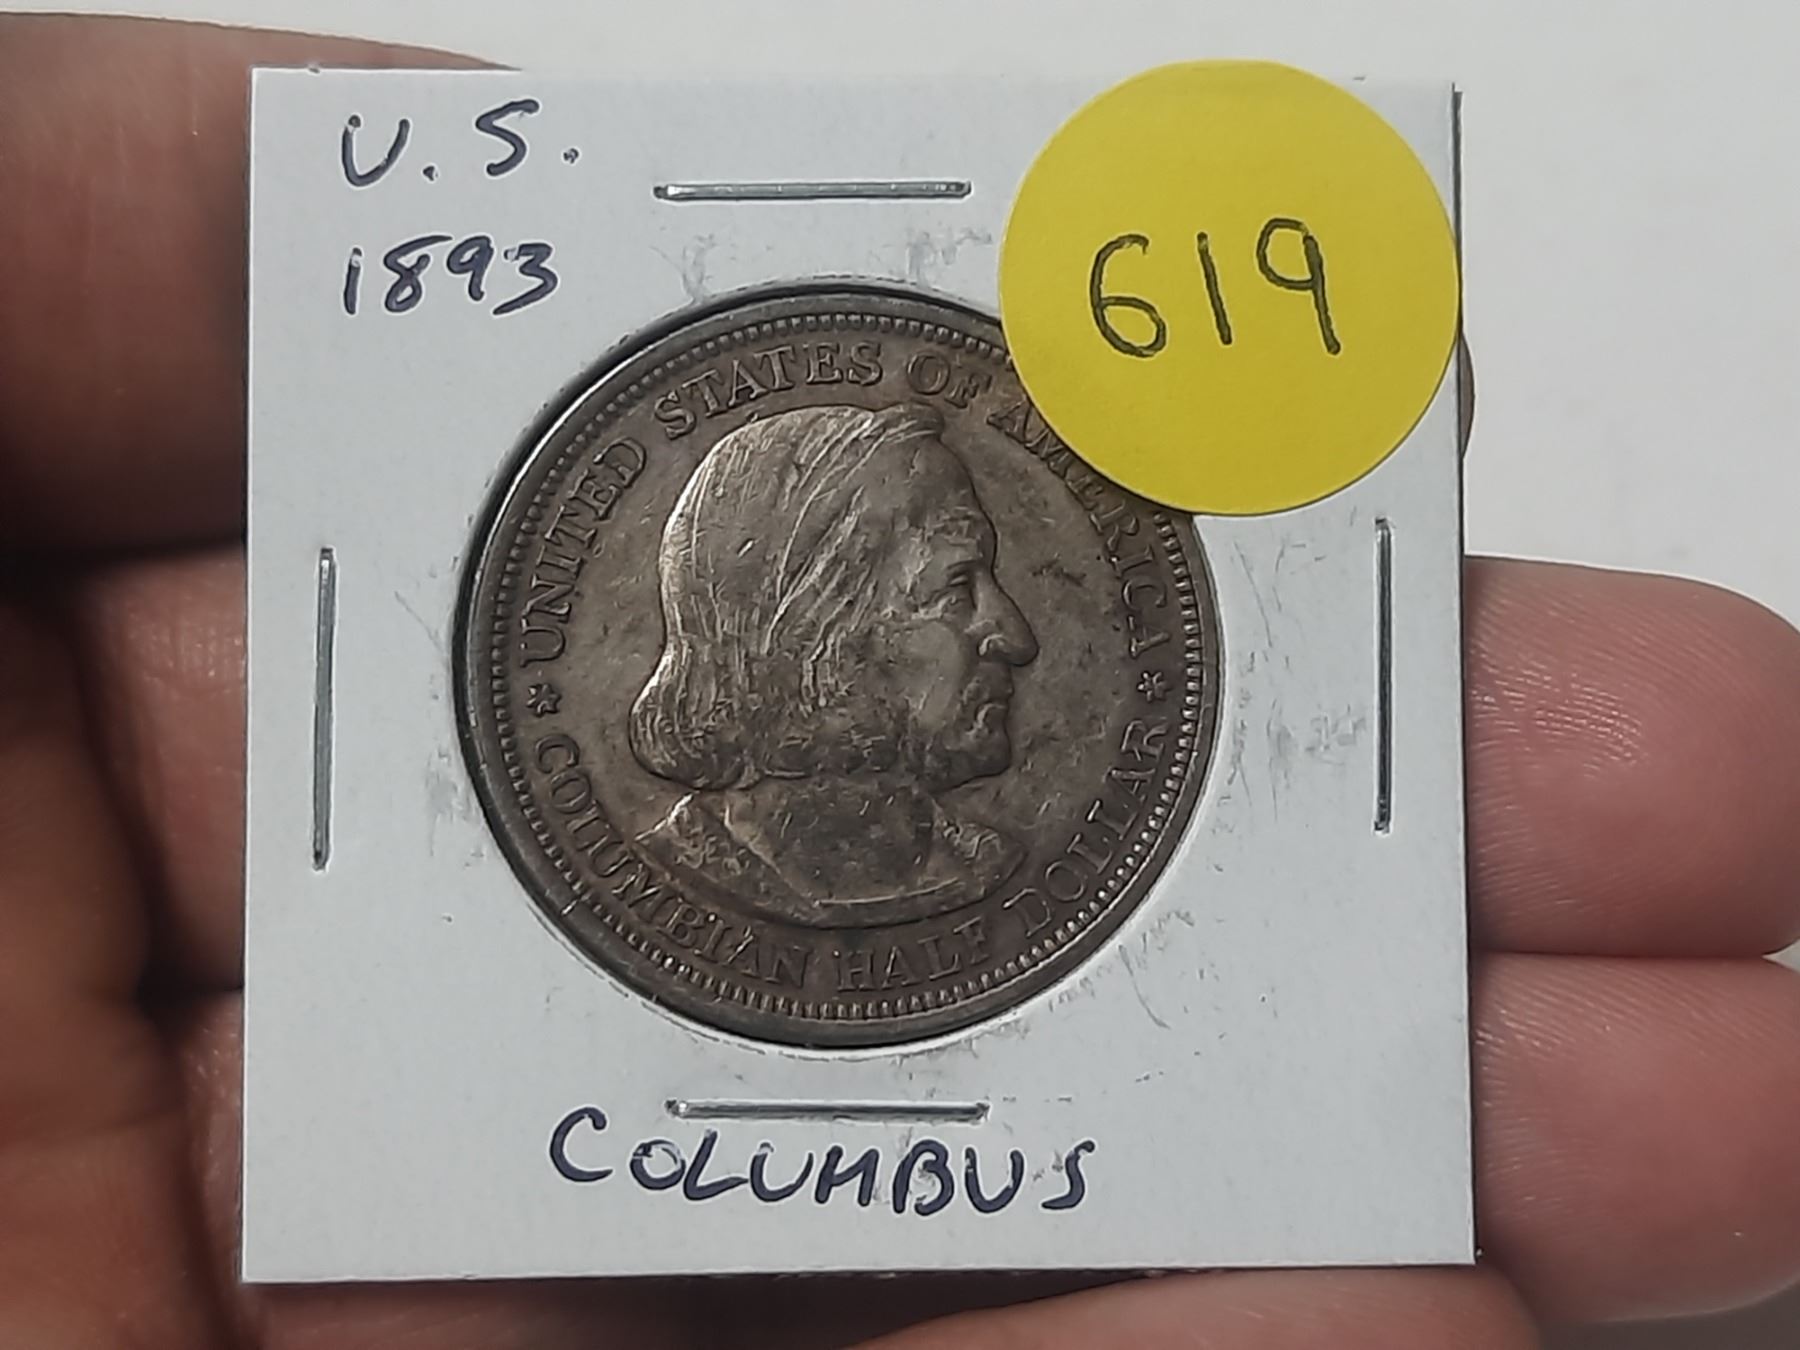 U.S.
1893
619
UNITED STATES OF AMERICA
COLUMBIAN HALF DOLLAR
COLUMBUS